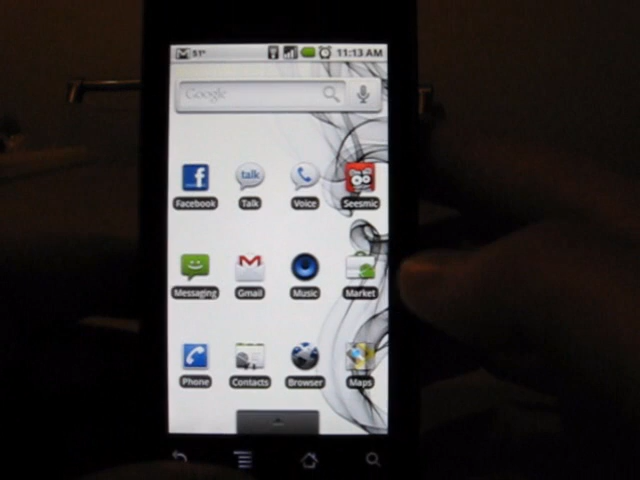 51° 11:13 AM
Google
talk
Facebook Talk Voice Seesmic
Messaging Gmail Music Market
Phone Contacts Browser Maps